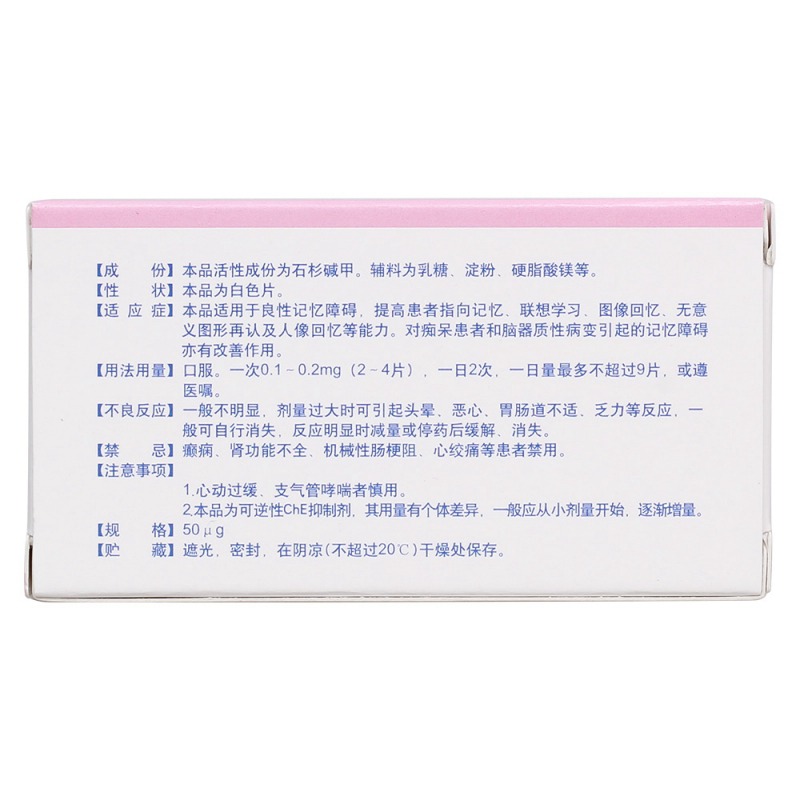 【成 份】本品活性成份为石杉碱甲。辅料为乳糖、淀粉、硬脂酸镁等。
【性 状】本品为白色片。
【适 应 症】本品适用于良性记忆障碍，提高患者指向记忆、联想学习、图像回忆、无意
义图形再认及人像回忆等能力。对痴呆患者和脑器质性病变引起的记忆障碍
亦有改善作用。
【用法用量】口服。一次0.1~0.2mg（2~4片），一日2次，一日量最多不超过9片，或遵
医嘱。
【不良反应】一般不明显，剂量过大时可引起头晕、恶心、胃肠道不适、乏力等反应，一
般可自行消失，反应明显时减量或停药后缓解、消失。
【禁 忌】癫痫、肾功能不全、机械性肠梗阻、心绞痛等患者禁用。
【注意事项】
1.心动过缓、支气管哮喘者慎用。
2.本品为可逆性ChE抑制剂，其用量有个体差异，一般应从小剂量开始，逐渐增量。
【规 格】50μg
【贮 藏】遮光，密封，在阴凉(不超过20℃)干燥处保存。